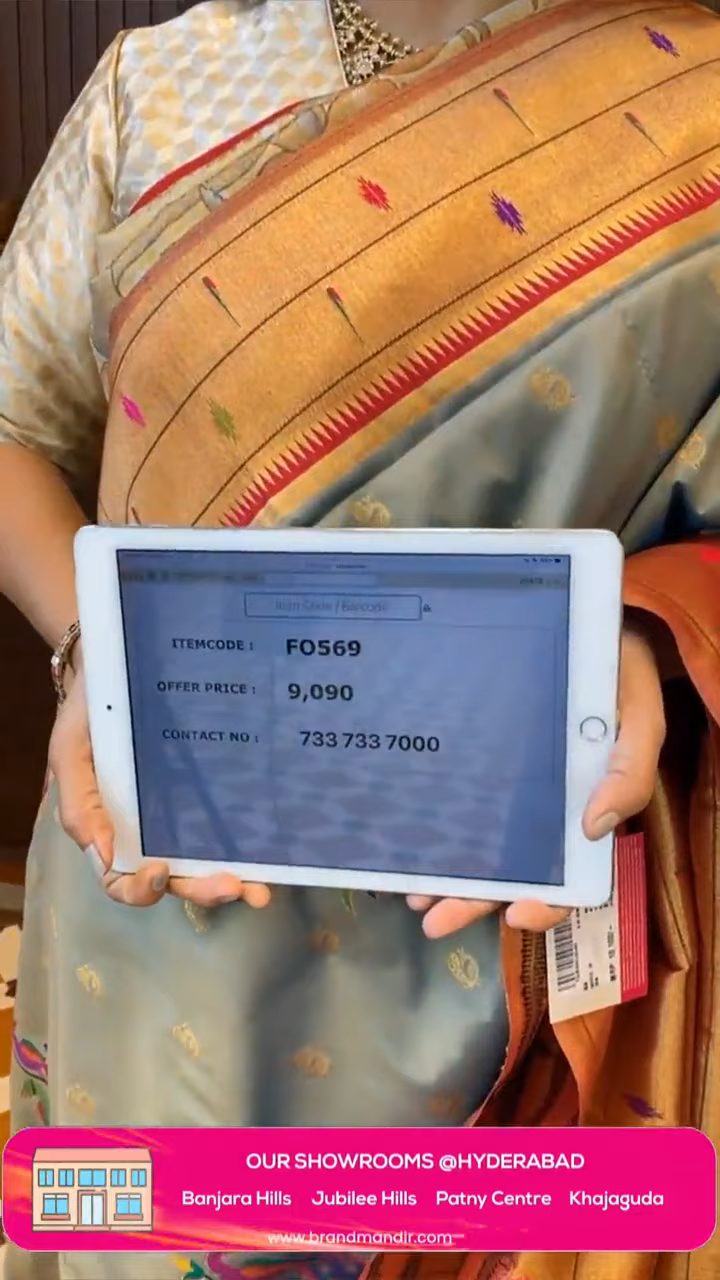 Item Code / Barcode
ITEMCODE : FO569
OFFER PRICE : 9,090
CONTACT NO : 733 733 7000
OUR SHOWROOMS @HYDERABAD
Banjara Hills Jubilee Hills Patny Centre Khajaguda
www.brandmandir.com